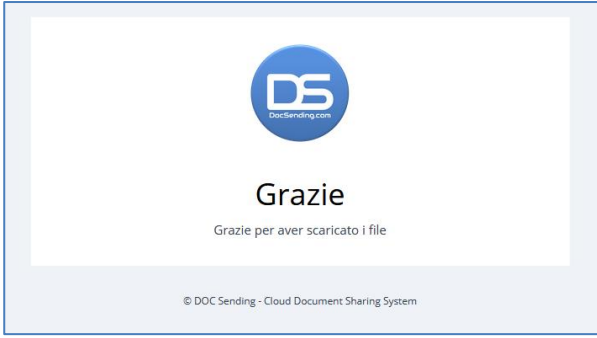 DS
DocSending.com
Grazie
Grazie per aver scaricato i file
© DOC Sending - Cloud Document Sharing System